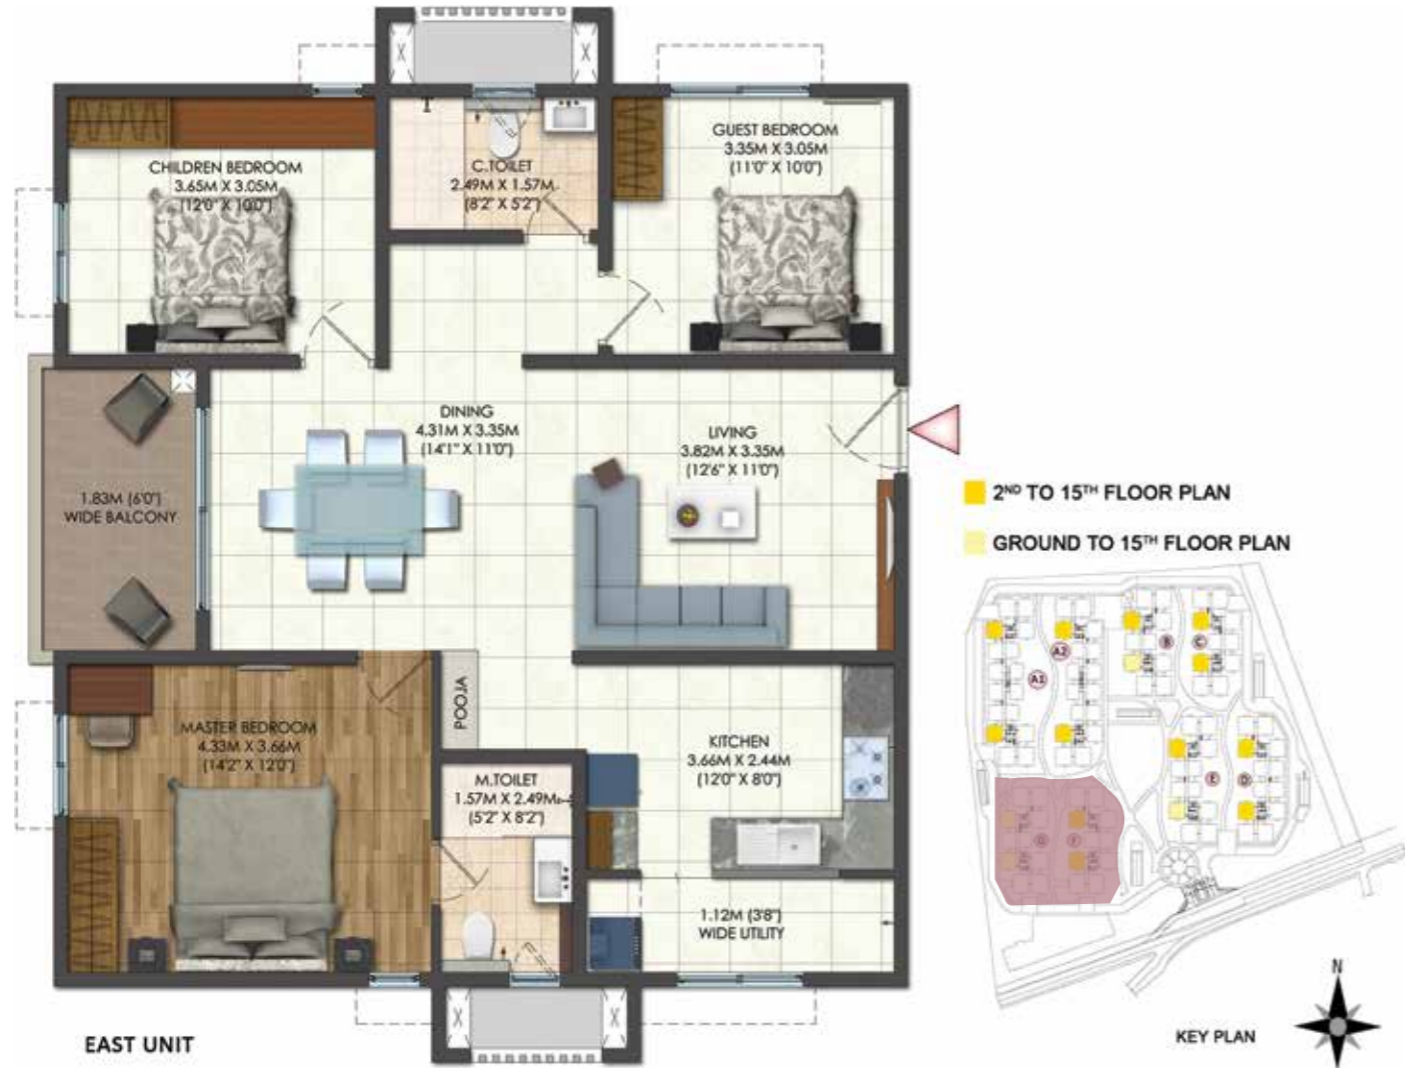 CHILDREN BEDROOM
3.65M X 3.05M
(12'0" X 10'0")
C.TOILET
2.49M X 1.57M
(8'2" X 5'2")
GUEST BEDROOM
3.35M X 3.05M
(11'0" X 10'0")
DINING
4.31M X 3.35M
(14'1" X 11'0")
LIVING
3.82M X 3.35M
(12'6" X 11'0")
1.83M (6'0")
WIDE BALCONY
2ND TO 15TH FLOOR PLAN
GROUND TO 15TH FLOOR PLAN
MASTER BEDROOM
4.33M X 3.66M
(14'2" X 12'0")
POOJA
KITCHEN
3.66M X 2.44M
(12'0" X 8'0")
M.TOILET
1.57M X 2.49M
(5'2" X 8'2")
1.12M (3'8")
WIDE UTILITY
A1
A2
B
C
E
D
G
F
N
KEY PLAN
EAST UNIT